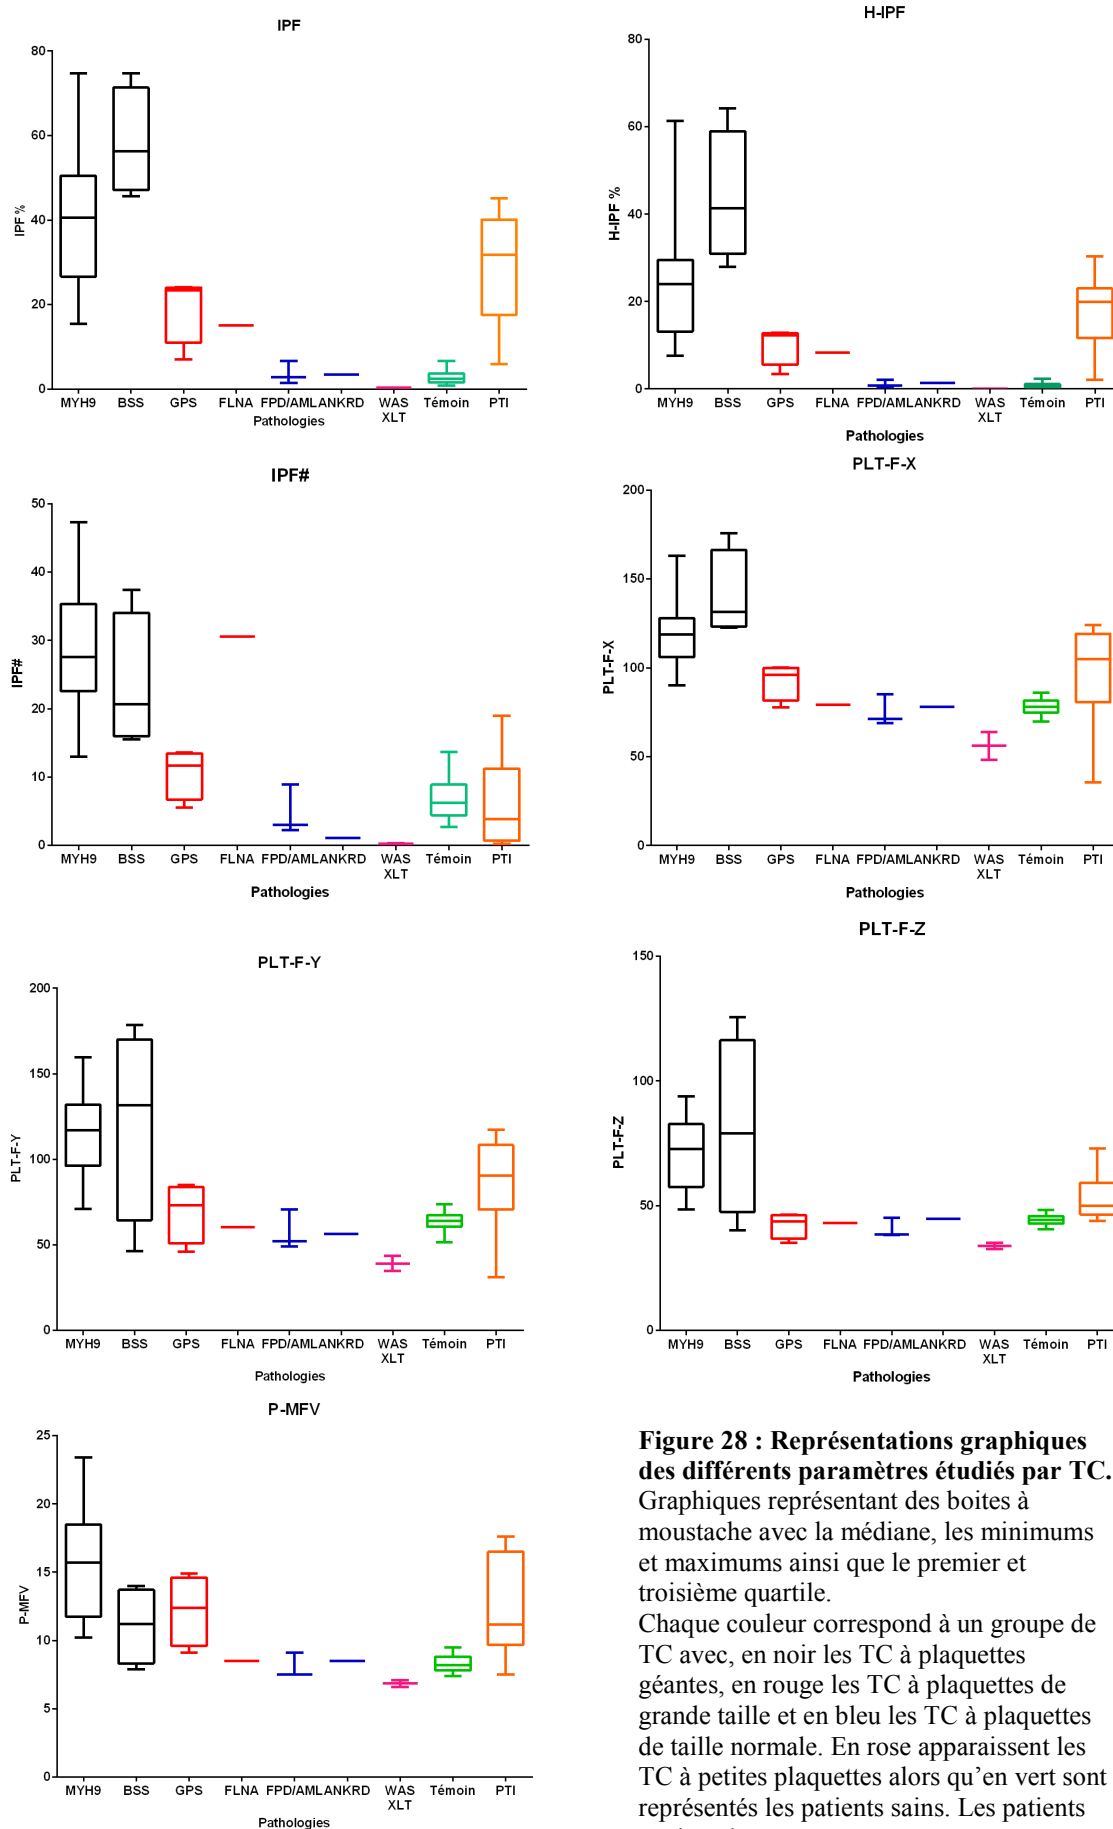 IPF
80
60
40
20
0
IPF %
MYH9 BSS GPS FLNA FPD/AML ANKRD WAS XLT Témoin PTI
Pathologies
H-IPF
80
60
40
20
0
H-IPF %
MYH9 BSS GPS FLNA FPD/AML ANKRD WAS XLT Témoin PTI
Pathologies
IPF#
50
40
30
20
10
0
IPF#
MYH9 BSS GPS FLNA FPD/AML ANKRD WAS XLT Témoin PTI
Pathologies
PLT-F-X
200
150
100
50
0
PLT-F-X
MYH9 BSS GPS FLNA FPD/AML ANKRD WAS XLT Témoin PTI
Pathologies
PLT-F-Y
200
150
100
50
0
PLT-F-Y
MYH9 BSS GPS FLNA FPD/AML ANKRD WAS XLT Témoin PTI
Pathologies
PLT-F-Z
150
100
50
0
PLT-F-Z
MYH9 BSS GPS FLNA FPD/AML ANKRD WAS XLT Témoin PTI
Pathologies
P-MFV
25
20
15
10
5
0
P-MFV
MYH9 BSS GPS FLNA FPD/AML ANKRD WAS XLT Témoin PTI
Pathologies
Figure 28 : Représentations graphiques
des différents paramètres étudiés par TC.
Graphiques représentant des boites à
moustache avec la médiane, les minimums
et maximums ainsi que le premier et
troisième quartile.
Chaque couleur correspond à un groupe de
TC avec, en noir les TC à plaquettes
géantes, en rouge les TC à plaquettes de
grande taille et en bleu les TC à plaquettes
de taille normale. En rose apparaissent les
TC à petites plaquettes alors qu'en vert sont
représentés les patients sains. Les patients